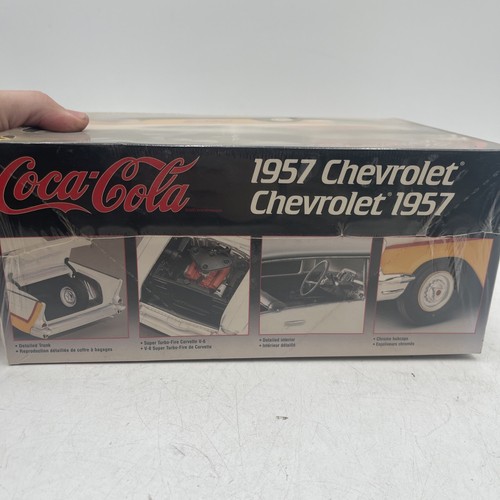 Coca-Cola
1957 Chevrolet®
Chevrolet® 1957
• Detailed Trunk
• Reproduction détaillée du coffre à bagages
• Super Turbo-Fire Corvette V-8
• V-8 Super Turbo-Fire de Corvette
• Detailed interior
• Intérieur détaillé
• Chrome hubcaps
• Enjoliveurs chromés